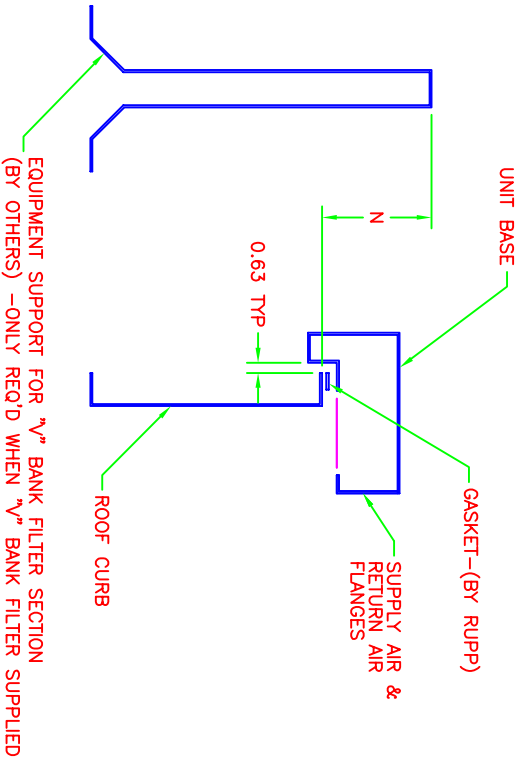 UNIT BASE
N
0.63 TYP
GASKET-(BY RUPP)
SUPPLY AIR &
RETURN AIR
FLANGES
ROOF CURB
EQUIPMENT SUPPORT FOR "V" BANK FILTER SECTION
(BY OTHERS) -ONLY REQ'D WHEN "V" BANK FILTER SUPPLIED